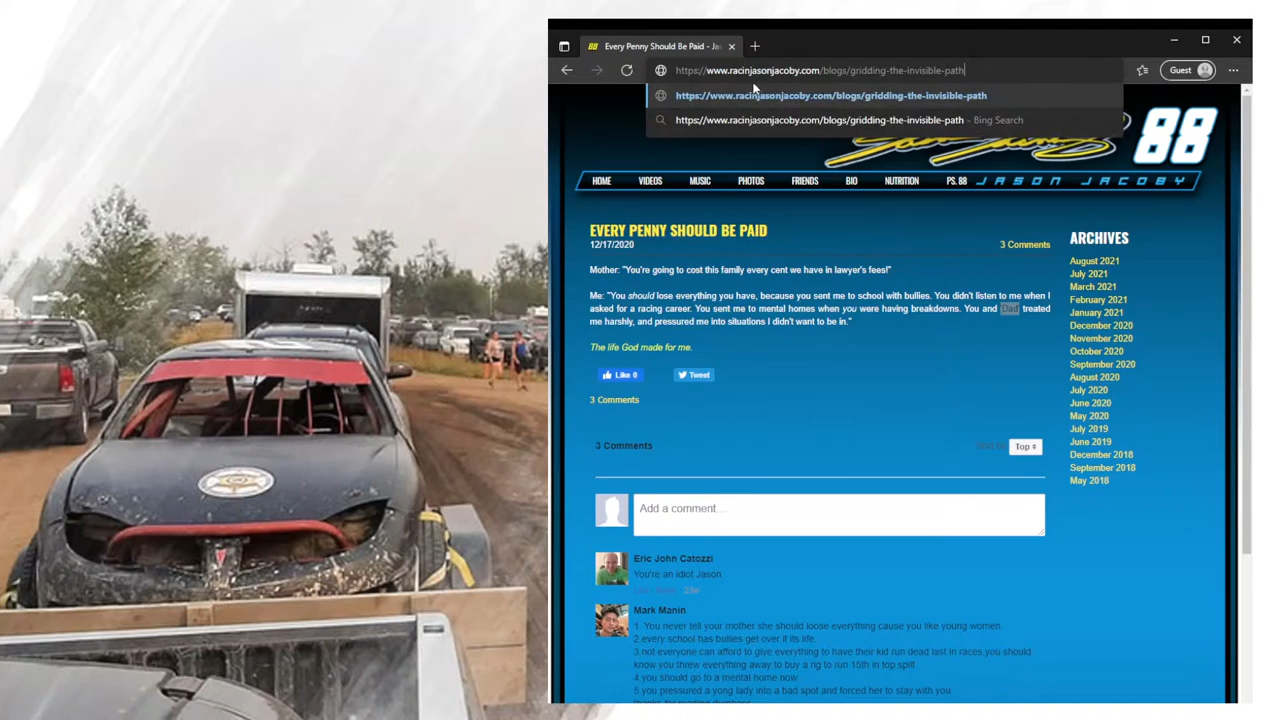 Every Penny Should Be Paid - Ja
https://www.racinjasonjacoby.com/blogs/gridding-the-invisible-path
Guest
https://www.racinjasonjacoby.com/blogs/gridding-the-invisible-path
https://www.racinjasonjacoby.com/blogs/gridding-the-invisible-path - Bing Search
88
HOME VIDEOS MUSIC PHOTOS FRIENDS BIO NUTRITION PS. 88 JASON JACOBY
EVERY PENNY SHOULD BE PAID
12/17/2020
3 Comments
Mother: "You're going to cost this family every cent we have in lawyer's fees!"
Me: "You should lose everything you have, because you sent me to school with bullies. You didn't listen to me when I
asked for a racing career. You sent me to mental homes when you were having breakdowns. You and Dad treated
me harshly, and pressured me into situations I didn't want to be in."
The life God made for me.
Like 0
Tweet
3 Comments
3 Comments
Top
Add a comment...
Eric John Catozzi
You're an idiot Jason
Mark Manin
1. You never tell your mother she should loose everything cause you like young women.
2.every school has bullies get over it its life.
3.not everyone can afford to give everything to have their kid run dead last in races,you should
know you threw everything away to buy a rig to run 15th in top split
4.you should go to a mental home now
5.you pressured a yong lady into a bad spot and forced her to stay with you
ARCHIVES
August 2021
July 2021
March 2021
February 2021
January 2021
December 2020
November 2020
October 2020
September 2020
August 2020
July 2020
June 2020
May 2020
July 2019
June 2019
December 2018
September 2018
May 2018